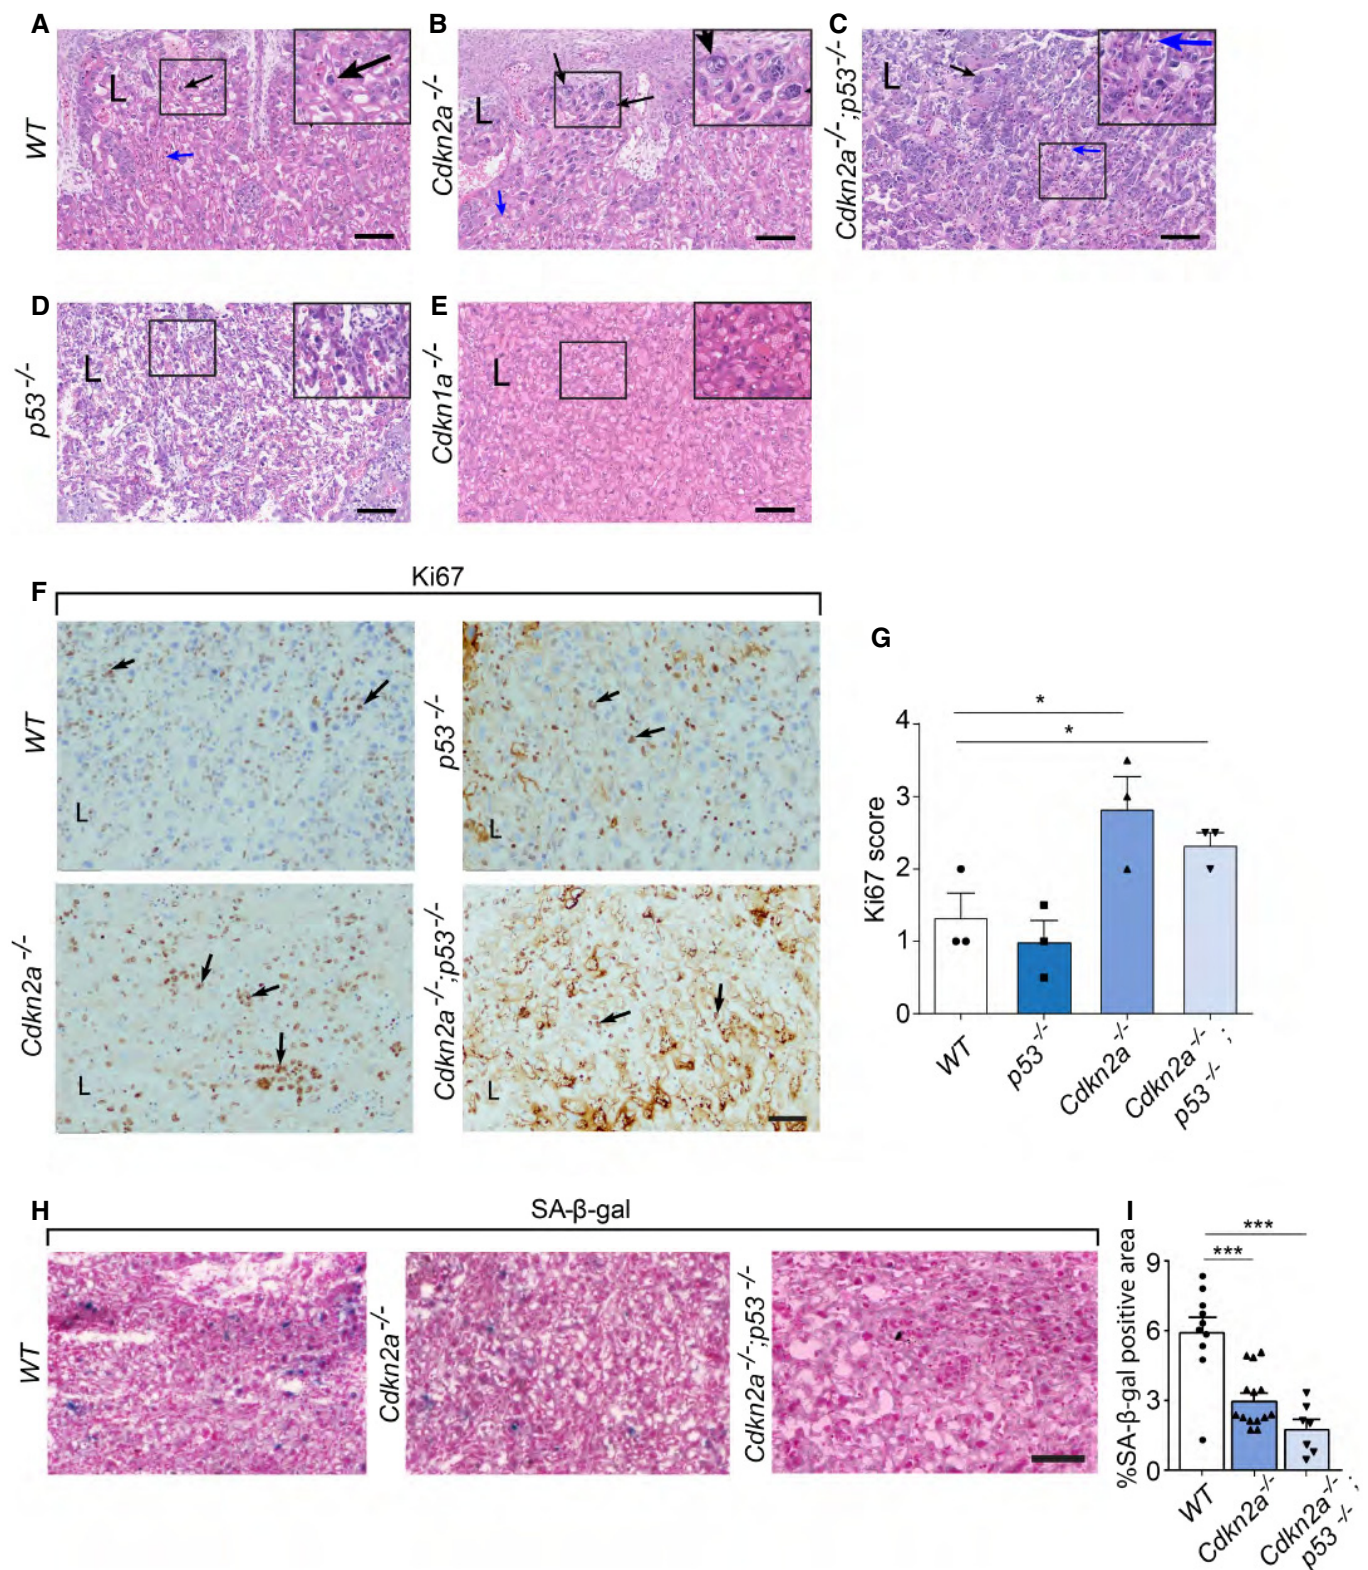 A
WT
L
B
Cdkn2a-/-
L
C
Cdkn2a-/-;p53-/-
L
D
p53-/-
L
E
Cdkn1a-/-
L
F
Ki67
WT
L
p53-/-
L
Cdkn2a-/-
L
Cdkn2a-/-;p53-/-
L
G
Ki67 score
4
3
2
1
0
*
*
WT
p53-/-
Cdkn2a-/-
Cdkn2a-/-;
p53-/-
H
SA-β-gal
WT
Cdkn2a-/-
Cdkn2a-/-;p53-/-
I
%SA-β-gal positive area
9
6
3
0
***
***
WT
Cdkn2a-/-
Cdkn2a-/-;
p53-/-